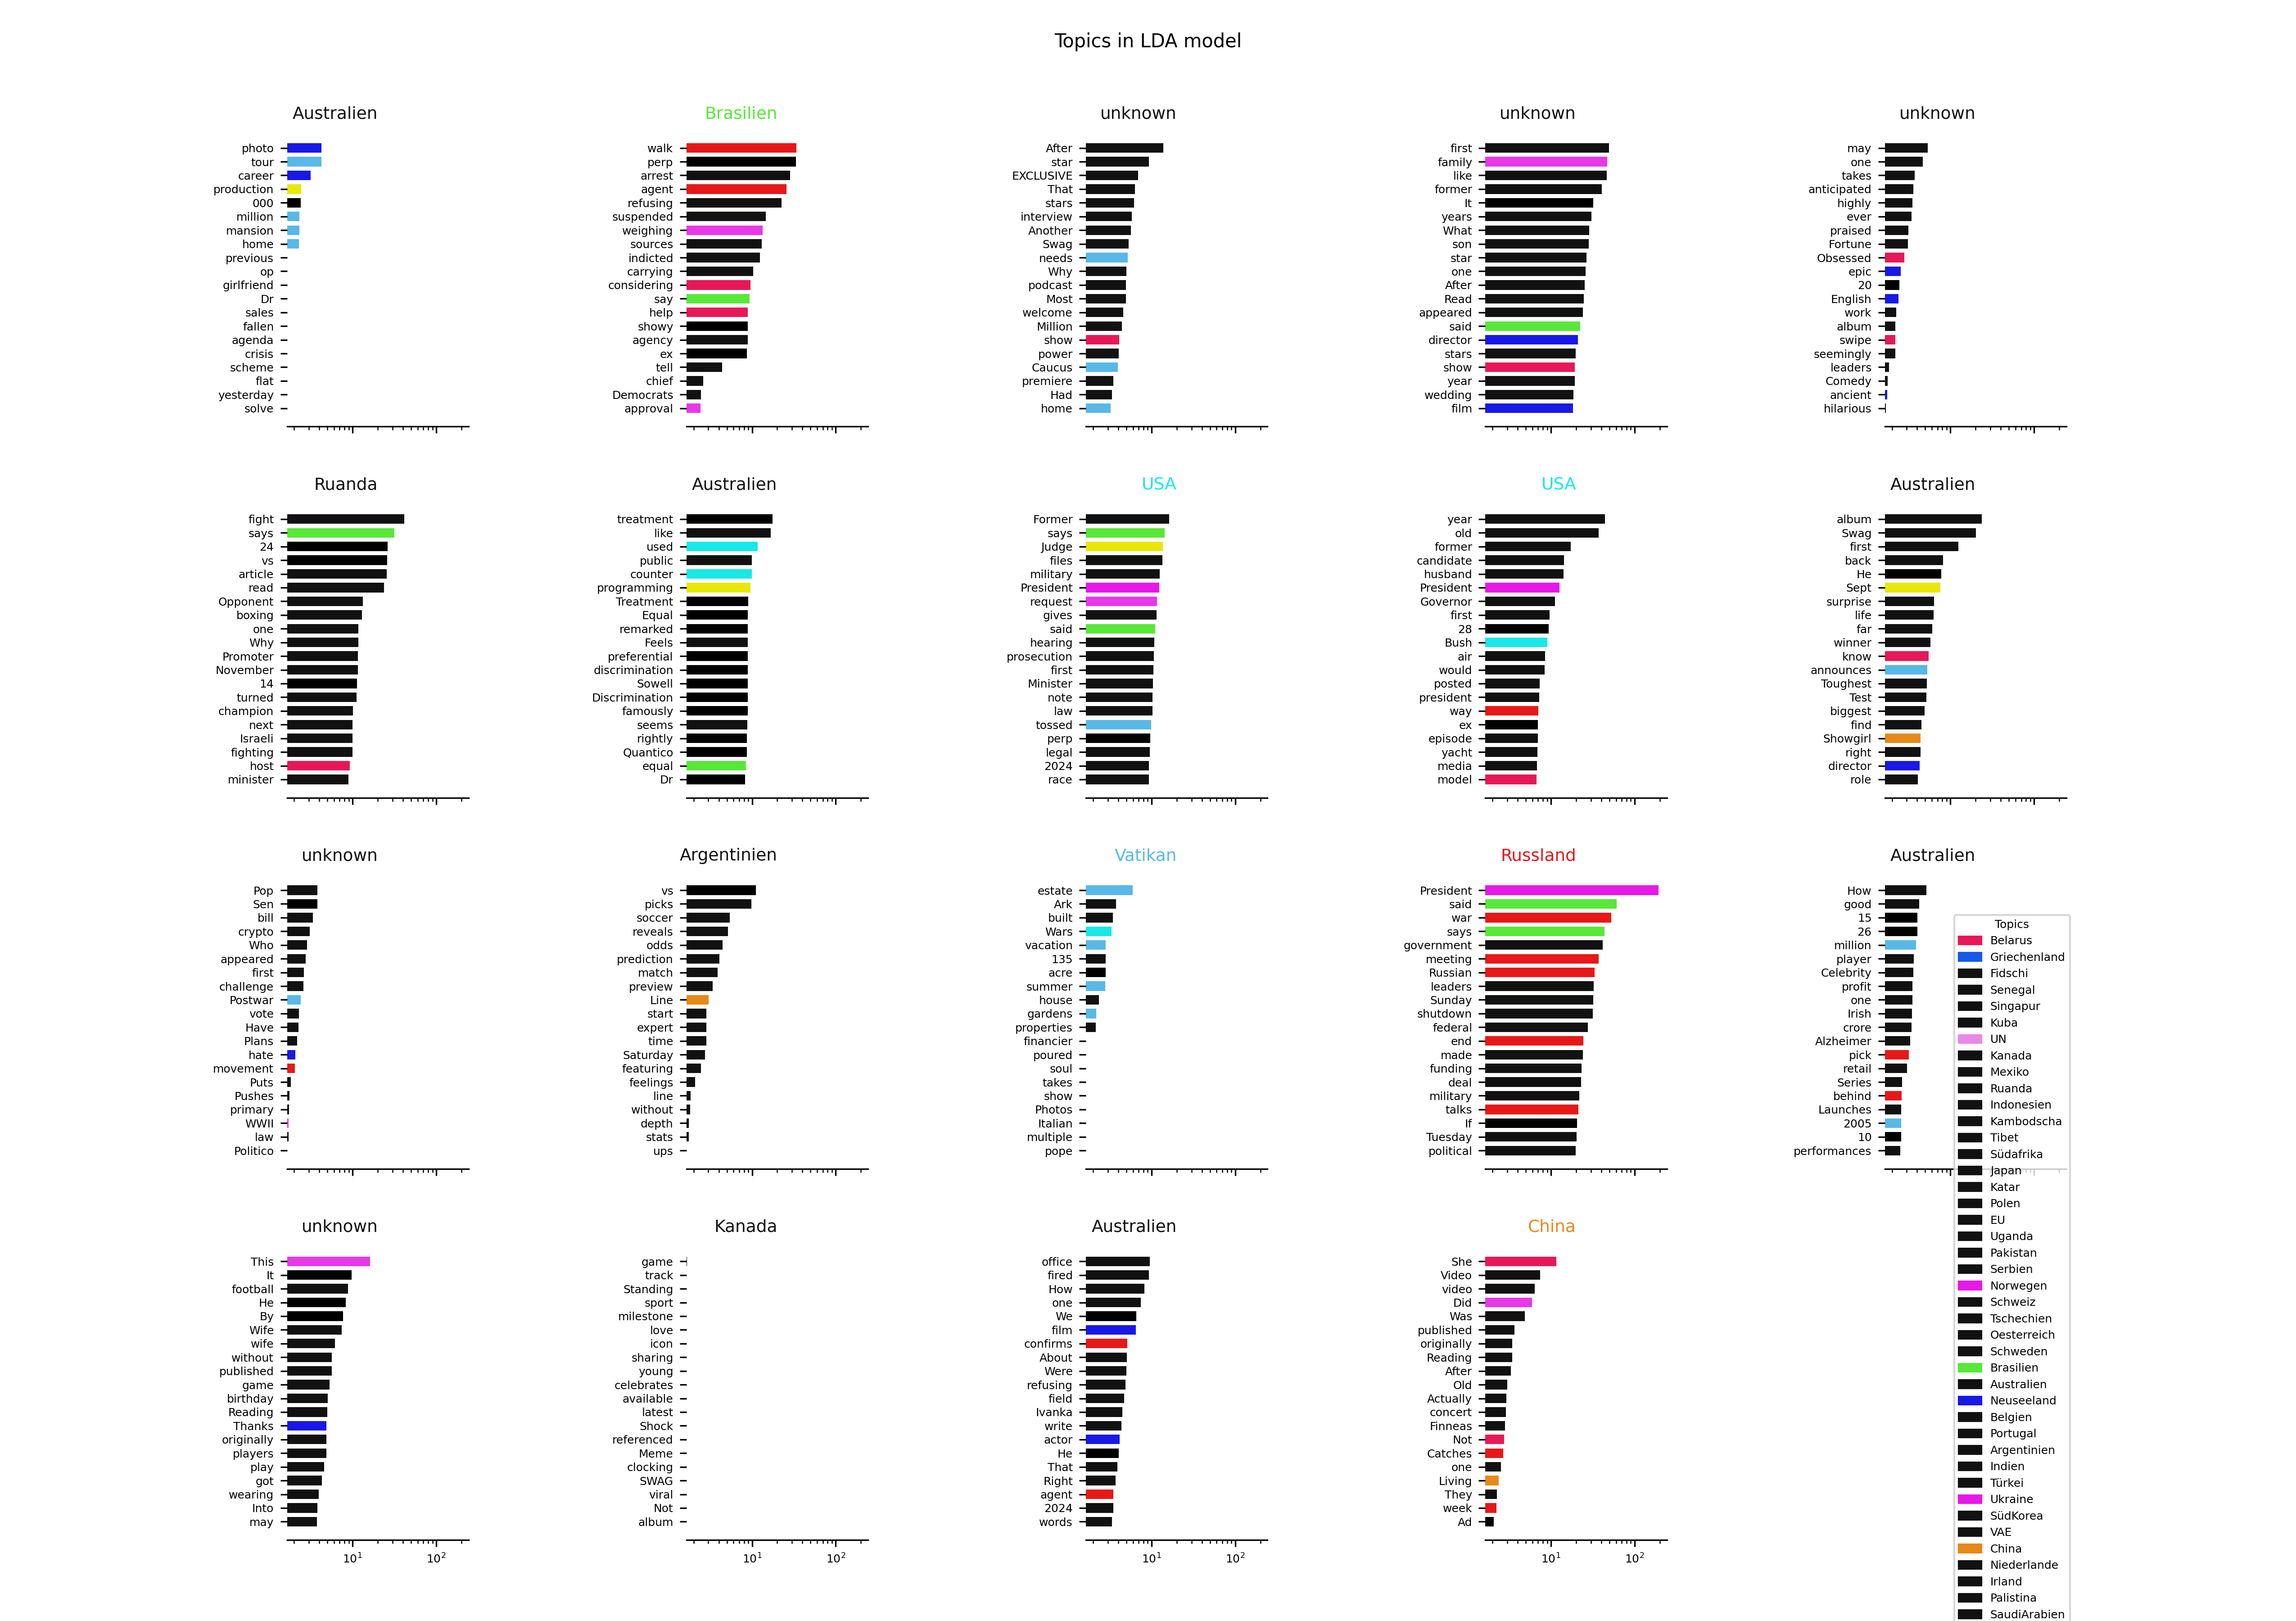 Topics in LDA model
Australien
photo
tour
career
production
000
million
mansion
home
previous
op
girlfriend
Dr
sales
fallen
agenda
crisis
scheme
flat
yesterday
solve
Brasilien
walk
perp
arrest
agent
refusing
suspended
weighing
sources
indicted
carrying
considering
say
help
showy
agency
ex
tell
chief
Democrats
approval
unknown
After
star
EXCLUSIVE
That
stars
interview
Another
Swag
needs
Why
podcast
Most
welcome
Million
show
power
Caucus
premiere
Had
home
unknown
first
family
like
former
It
years
What
son
star
one
After
Read
appeared
said
director
stars
show
year
wedding
film
unknown
may
one
takes
anticipated
highly
ever
praised
Fortune
Obsessed
epic
20
English
work
album
swipe
seemingly
leaders
Comedy
ancient
hilarious
Ruanda
fight
says
24
vs
article
read
Opponent
boxing
one
Why
Promoter
November
14
turned
champion
next
Israeli
fighting
host
minister
Australien
treatment
like
used
public
counter
programming
Treatment
Equal
remarked
Feels
preferential
discrimination
Sowell
Discrimination
famously
seems
rightly
Quantico
equal
Dr
USA
Former
says
Judge
files
military
President
request
gives
said
hearing
prosecution
first
Minister
note
law
tossed
perp
legal
2024
race
USA
year
old
former
candidate
husband
President
Governor
first
28
Bush
air
would
posted
president
way
ex
episode
yacht
media
model
Australien
album
Swag
first
back
He
Sept
surprise
life
far
winner
know
announces
Toughest
Test
biggest
find
Showgirl
right
director
role
unknown
Pop
Sen
bill
crypto
Who
appeared
first
challenge
Postwar
vote
Have
Plans
hate
movement
Puts
Pushes
primary
WWII
law
Politico
Argentinien
vs
picks
soccer
reveals
odds
prediction
match
preview
Line
start
expert
time
Saturday
featuring
feelings
line
without
depth
stats
ups
Vatikan
estate
Ark
built
Wars
vacation
135
acre
summer
house
gardens
properties
financier
poured
soul
takes
show
Photos
Italian
multiple
pope
Russland
President
said
war
says
government
meeting
Russian
leaders
Sunday
shutdown
federal
end
made
funding
deal
military
talks
If
Tuesday
political
Australien
How
good
15
26
million
player
Celebrity
profit
one
Irish
crore
Alzheimer
pick
retail
Series
behind
Launches
2005
10
performances
unknown
This
It
football
He
By
Wife
wife
without
published
game
birthday
Reading
Thanks
originally
players
play
got
wearing
Into
may
10¹ 10²
Kanada
game
track
Standing
sport
milestone
love
icon
sharing
young
celebrates
available
latest
Shock
referenced
Meme
clocking
SWAG
viral
Not
album
10¹ 10²
Australien
office
fired
How
one
We
film
confirms
About
Were
refusing
field
Ivanka
write
actor
He
That
Right
agent
2024
words
10¹ 10²
China
She
Video
video
Did
Was
published
originally
Reading
After
Old
Actually
concert
Finneas
Not
Catches
one
Living
They
week
Ad
10¹ 10²
Topics
Belarus
Griechenland
Fidschi
Senegal
Singapur
Kuba
UN
Kanada
Mexiko
Ruanda
Indonesien
Kambodscha
Tibet
Südafrika
Japan
Katar
Polen
EU
Uganda
Pakistan
Serbien
Norwegen
Schweiz
Tschechien
Oesterreich
Schweden
Brasilien
Australien
Neuseeland
Belgien
Portugal
Argentinien
Indien
Türkei
Ukraine
SüdKorea
VAE
China
Niederlande
Irland
Palistina
SaudiArabien